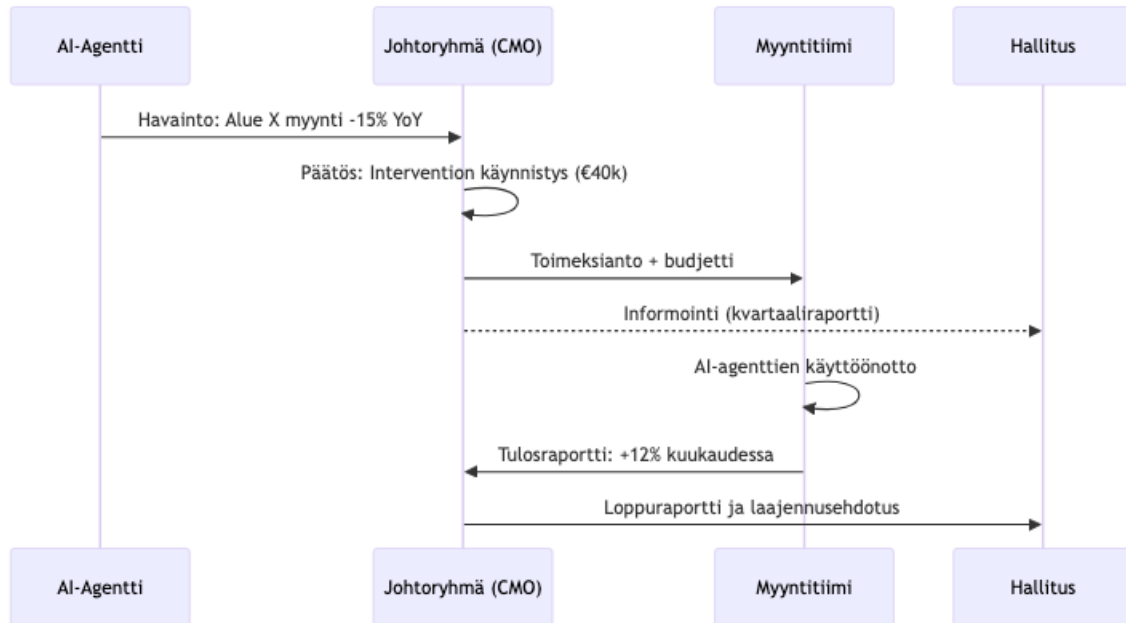 AI-Agentti
Johtoryhmä (CMO)
Myyntitiimi
Hallitus
Havainto: Alue X myynti -15% YoY
Päätös: Intervention käynnistys (€40k)
Toimeksianto + budjetti
Informointi (kvartaaliraportti)
AI-agenttien käyttöönotto
Tulosraportti: +12% kuukaudessa
Loppuraportti ja laajennusehdotus
AI-Agentti
Johtoryhmä (CMO)
Myyntitiimi
Hallitus